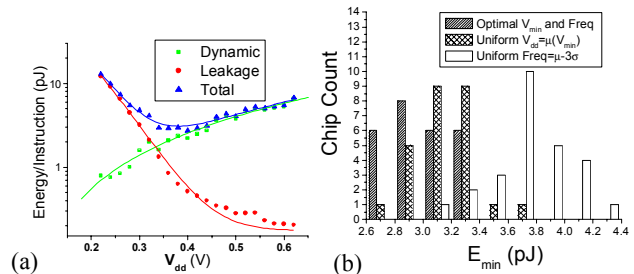 Energy/Instruction (pJ)
10
1
Dynamic
Leakage
Total
0.2 0.3 0.4 0.5 0.6
V_dd (V)
(a)
Chip Count
14
13
12
11
10
9
8
7
6
5
4
3
2
1
0
Optimal V_min and Freq
Uniform V_dd=μ(V_min)
Uniform Freq=μ-3σ
2.6 2.8 3.0 3.2 3.4 3.6 3.8 4.0 4.2 4.4
E_min (pJ)
(b)